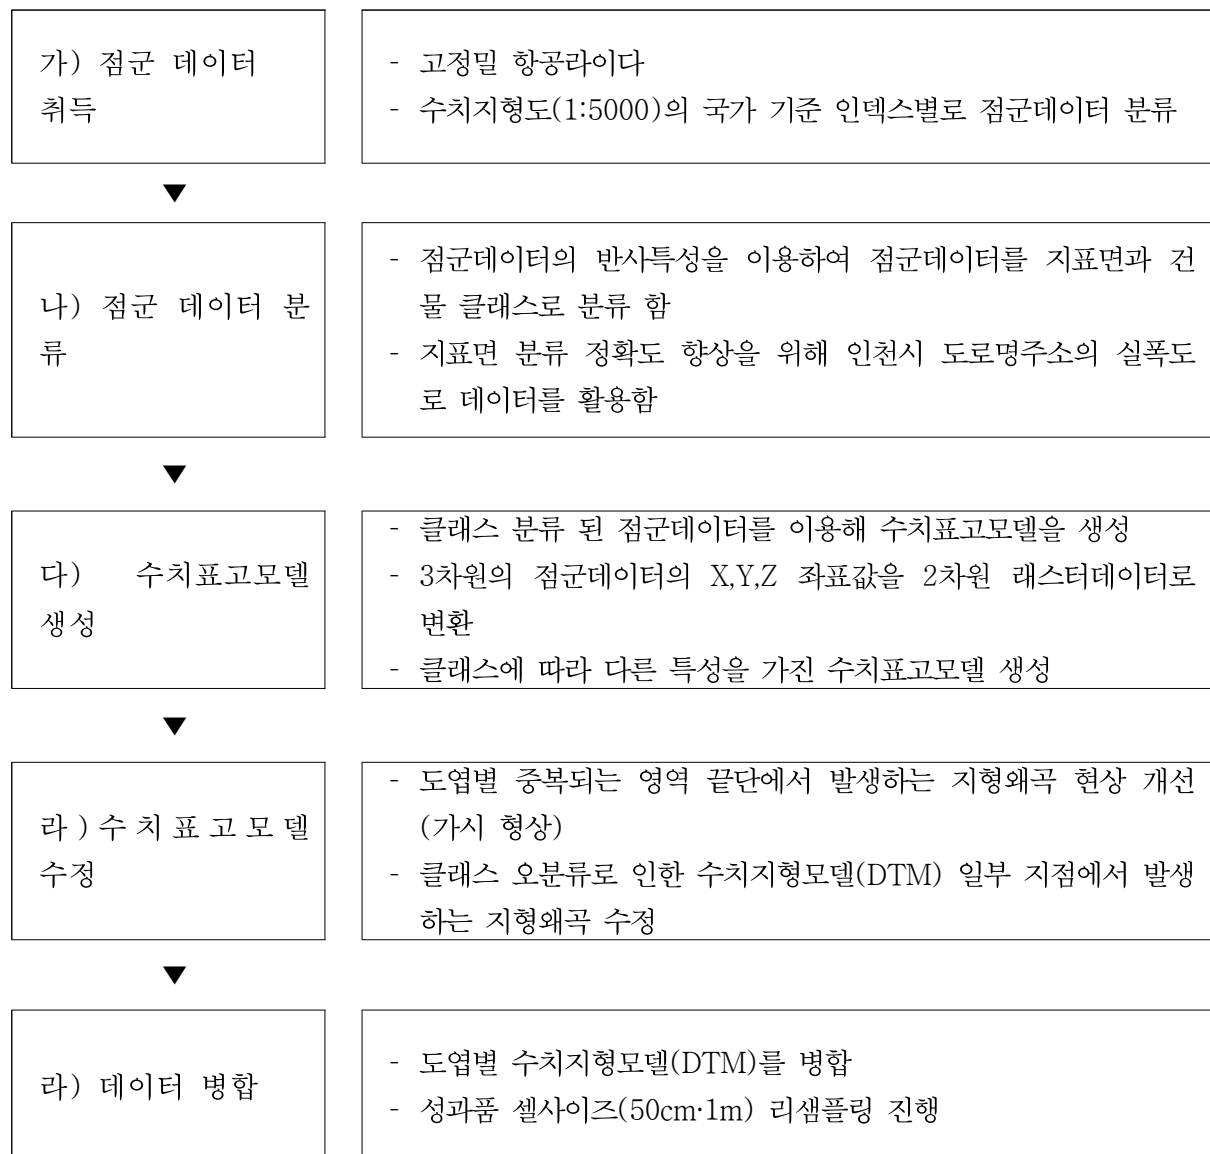 가) 점군 데이터
취득
- 고정밀 항공라이다
- 수치지형도(1:5000)의 국가 기준 인덱스별로 점군데이터 분류
▼
나) 점군 데이터 분
류
- 점군데이터의 반사특성을 이용하여 점군데이터를 지표면과 건
물 클래스로 분류 함
- 지표면 분류 정확도 향상을 위해 인천시 도로명주소의 실폭도
로 데이터를 활용함
▼
다) 수치표고모델
생성
- 클래스 분류 된 점군데이터를 이용해 수치표고모델을 생성
- 3차원의 점군데이터의 X,Y,Z 좌표값을 2차원 래스터데이터로
변환
- 클래스에 따라 다른 특성을 가진 수치표고모델 생성
▼
라)수치표고모델
수정
- 도엽별 중복되는 영역 끝단에서 발생하는 지형왜곡 현상 개선
(가시 형상)
- 클래스 오분류로 인한 수치지형모델(DTM) 일부 지점에서 발생
하는 지형왜곡 수정
▼
라) 데이터 병합
- 도엽별 수치지형모델(DTM)를 병합
- 성과품 셀사이즈(50cm·1m) 리샘플링 진행